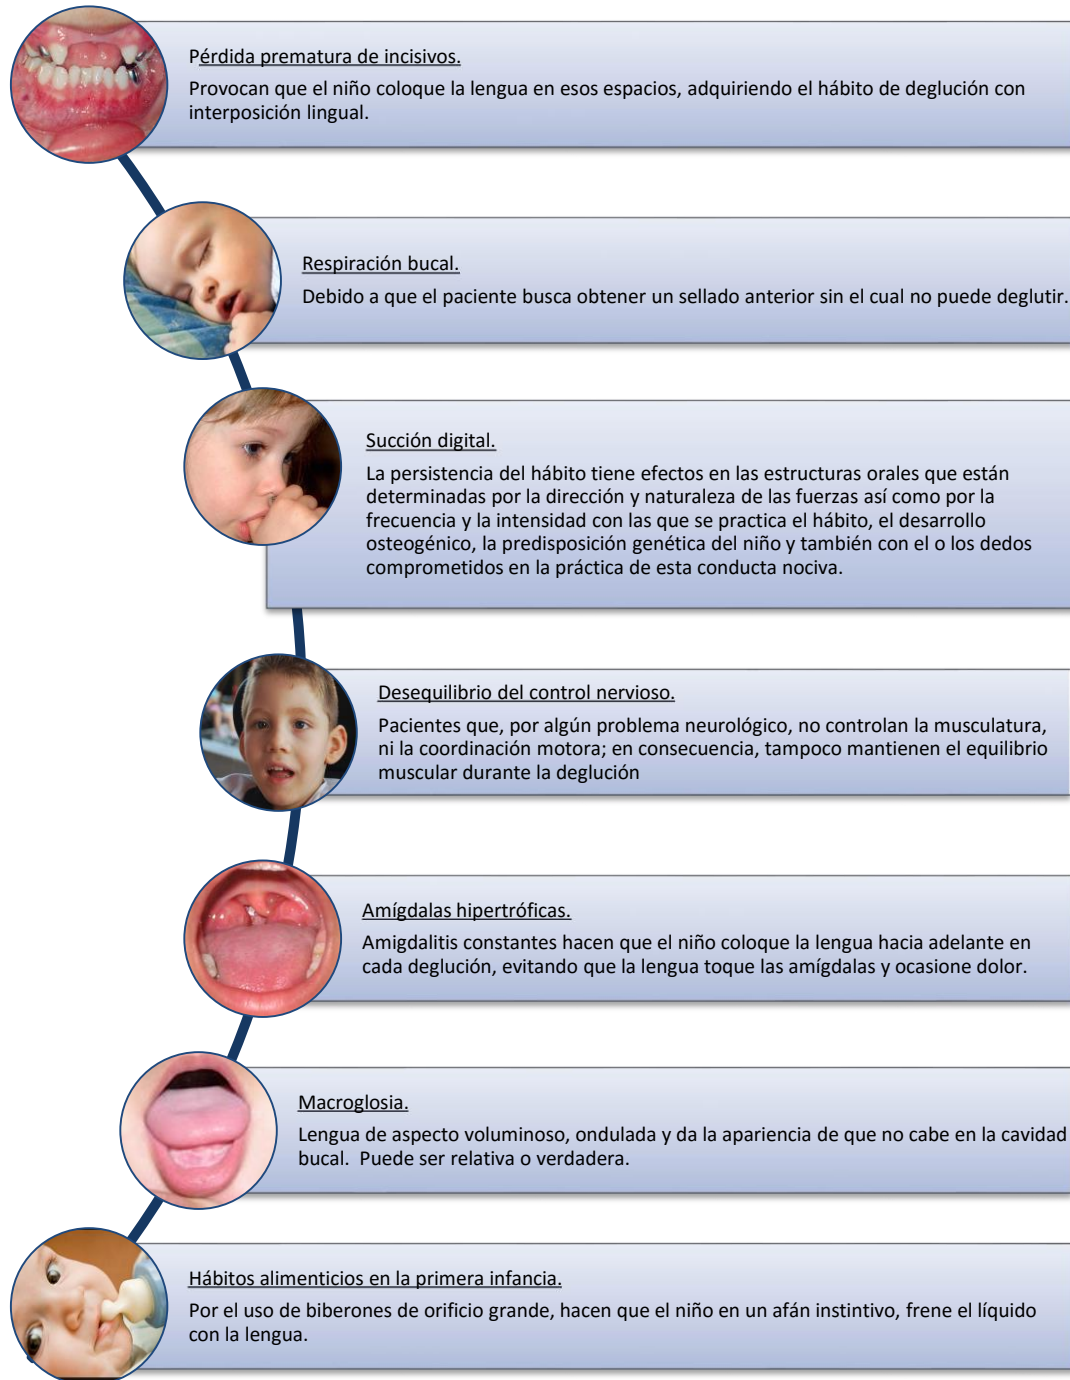 Pérdida prematura de incisivos.
Provocan que el niño coloque la lengua en esos espacios, adquiriendo el hábito de deglución con
interposición lingual.
Respiración bucal.
Debido a que el paciente busca obtener un sellado anterior sin el cual no puede deglutir.
Succión digital.
La persistencia del hábito tiene efectos en las estructuras orales que están
determinadas por la dirección y naturaleza de las fuerzas así como por la
frecuencia y la intensidad con las que se practica el hábito, el desarrollo
osteogénico, la predisposición genética del niño y también con el o los dedos
comprometidos en la práctica de esta conducta nociva.
Desequilibrio del control nervioso.
Pacientes que, por algún problema neurológico, no controlan la musculatura,
ni la coordinación motora; en consecuencia, tampoco mantienen el equilibrio
muscular durante la deglución
Amígdalas hipertróficas.
Amigdalitis constantes hacen que el niño coloque la lengua hacia adelante en
cada deglución, evitando que la lengua toque las amígdalas y ocasione dolor.
Macroglosia.
Lengua de aspecto voluminoso, ondulada y da la apariencia de que no cabe en la cavidad
bucal.  Puede ser relativa o verdadera.
Hábitos alimenticios en la primera infancia.
Por el uso de biberones de orificio grande, hacen que el niño en un afán instintivo, frene el líquido
con la lengua.